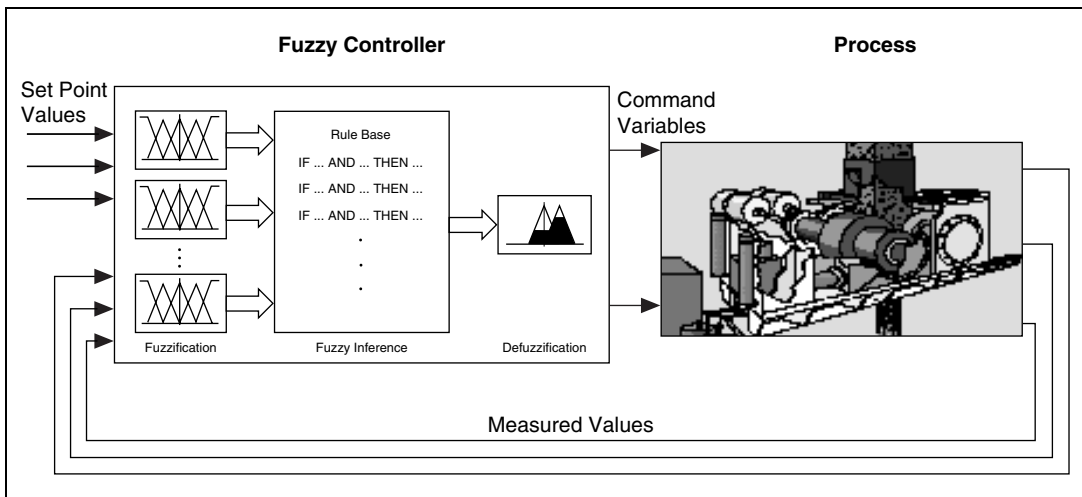 Fuzzy Controller
Process
Set Point
Values
Command
Variables
Rule Base
IF ... AND ... THEN ...
IF ... AND ... THEN ...
IF ... AND ... THEN ...
Fuzzification
Fuzzy Inference
Defuzzification
Measured Values